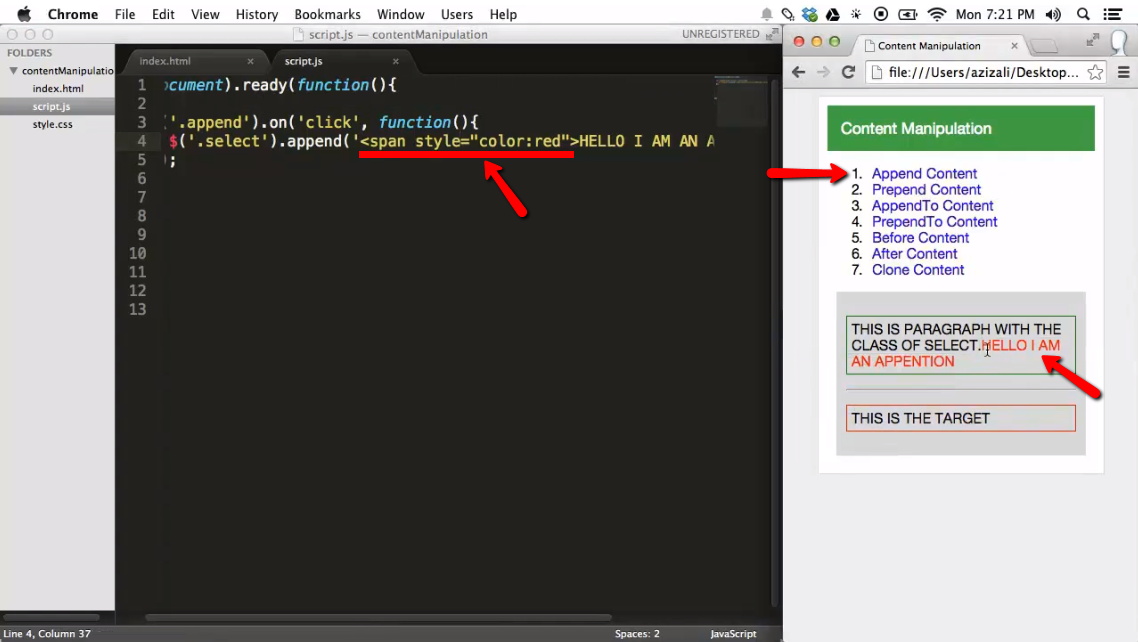 Chrome File Edit View History Bookmarks Window Users Help Mon 7:21 PM
script.js — contentManipulation UNREGISTERED
FOLDERS
contentManipulatio
index.html
script.js
style.css
index.html × script.js ×
1 ocument).ready(function(){
2
3 '.append').on('click', function(){
4 $('.select').append('<span style="color:red">HELLO I AM AN A
5 );
6
7
8
9
10
11
12
13
Line 4, Column 37 Spaces: 2 JavaScript
Content Manipulation ×
file:///Users/azizali/Desktop...
Content Manipulation
1. Append Content
2. Prepend Content
3. AppendTo Content
4. PrependTo Content
5. Before Content
6. After Content
7. Clone Content
THIS IS PARAGRAPH WITH THE
CLASS OF SELECT.HELLO I AM
AN APPENTION
THIS IS THE TARGET